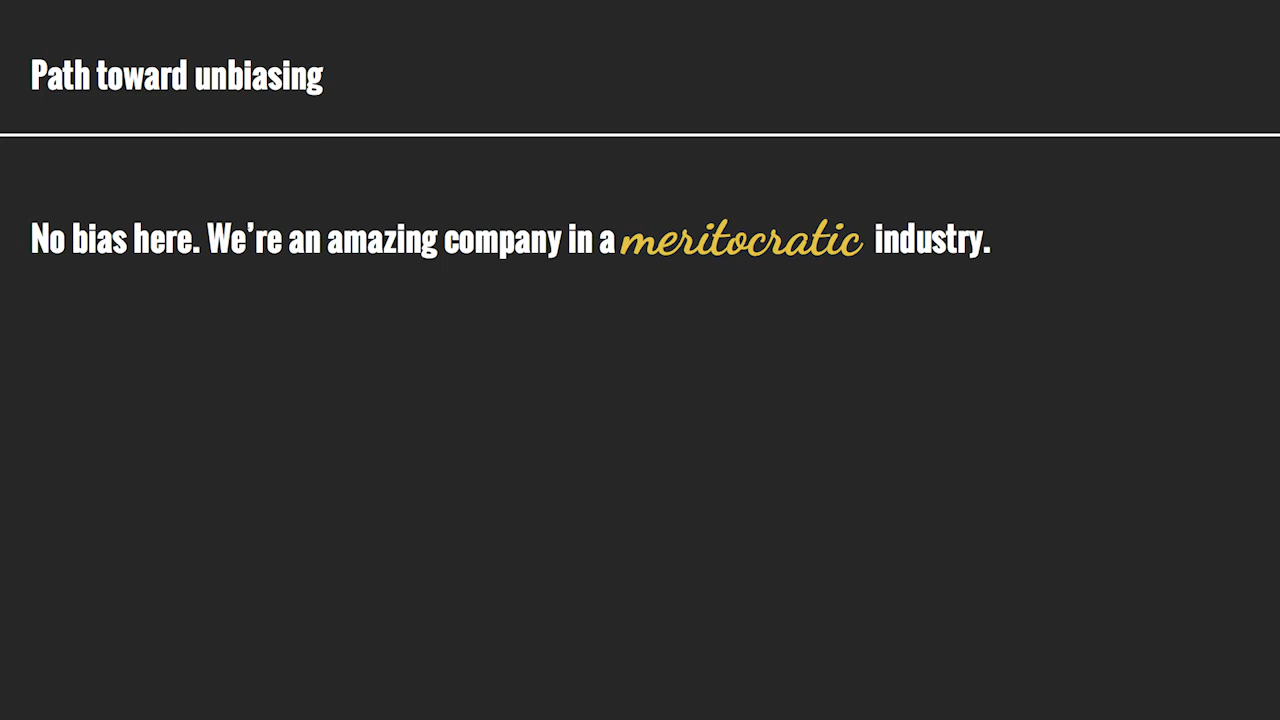 Path toward unbiasing
No bias here. We're an amazing company in a meritocratic industry.